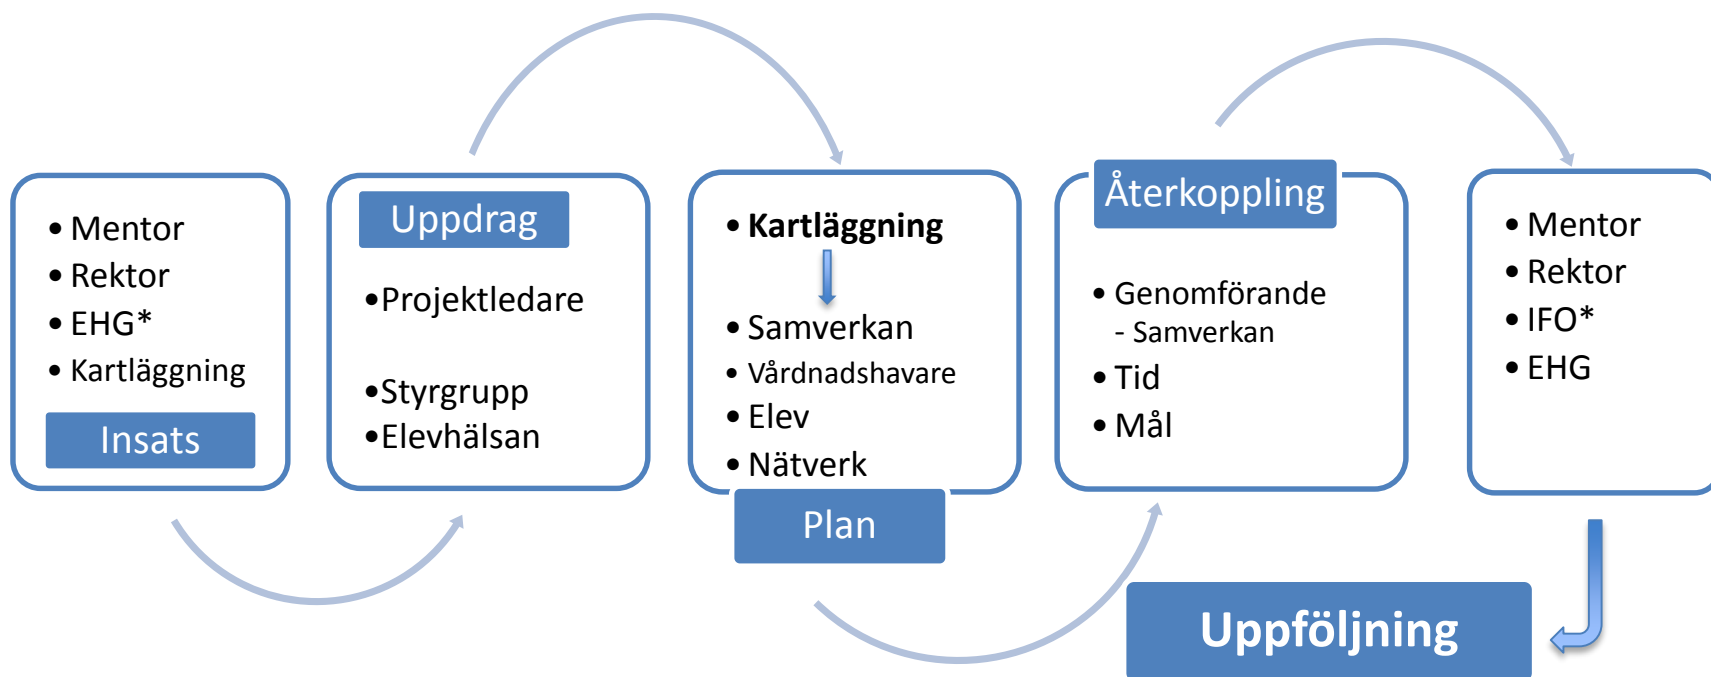 • Mentor
• Rektor
• EHG*
• Kartläggning
Insats
Uppdrag
•Projektledare
•Styrgrupp
•Elevhälsan
• Kartläggning
• Samverkan
• Vårdnadshavare
• Elev
• Nätverk
Plan
Återkoppling
• Genomförande
- Samverkan
• Tid
• Mål
• Mentor
• Rektor
• IFO*
• EHG
Uppföljning